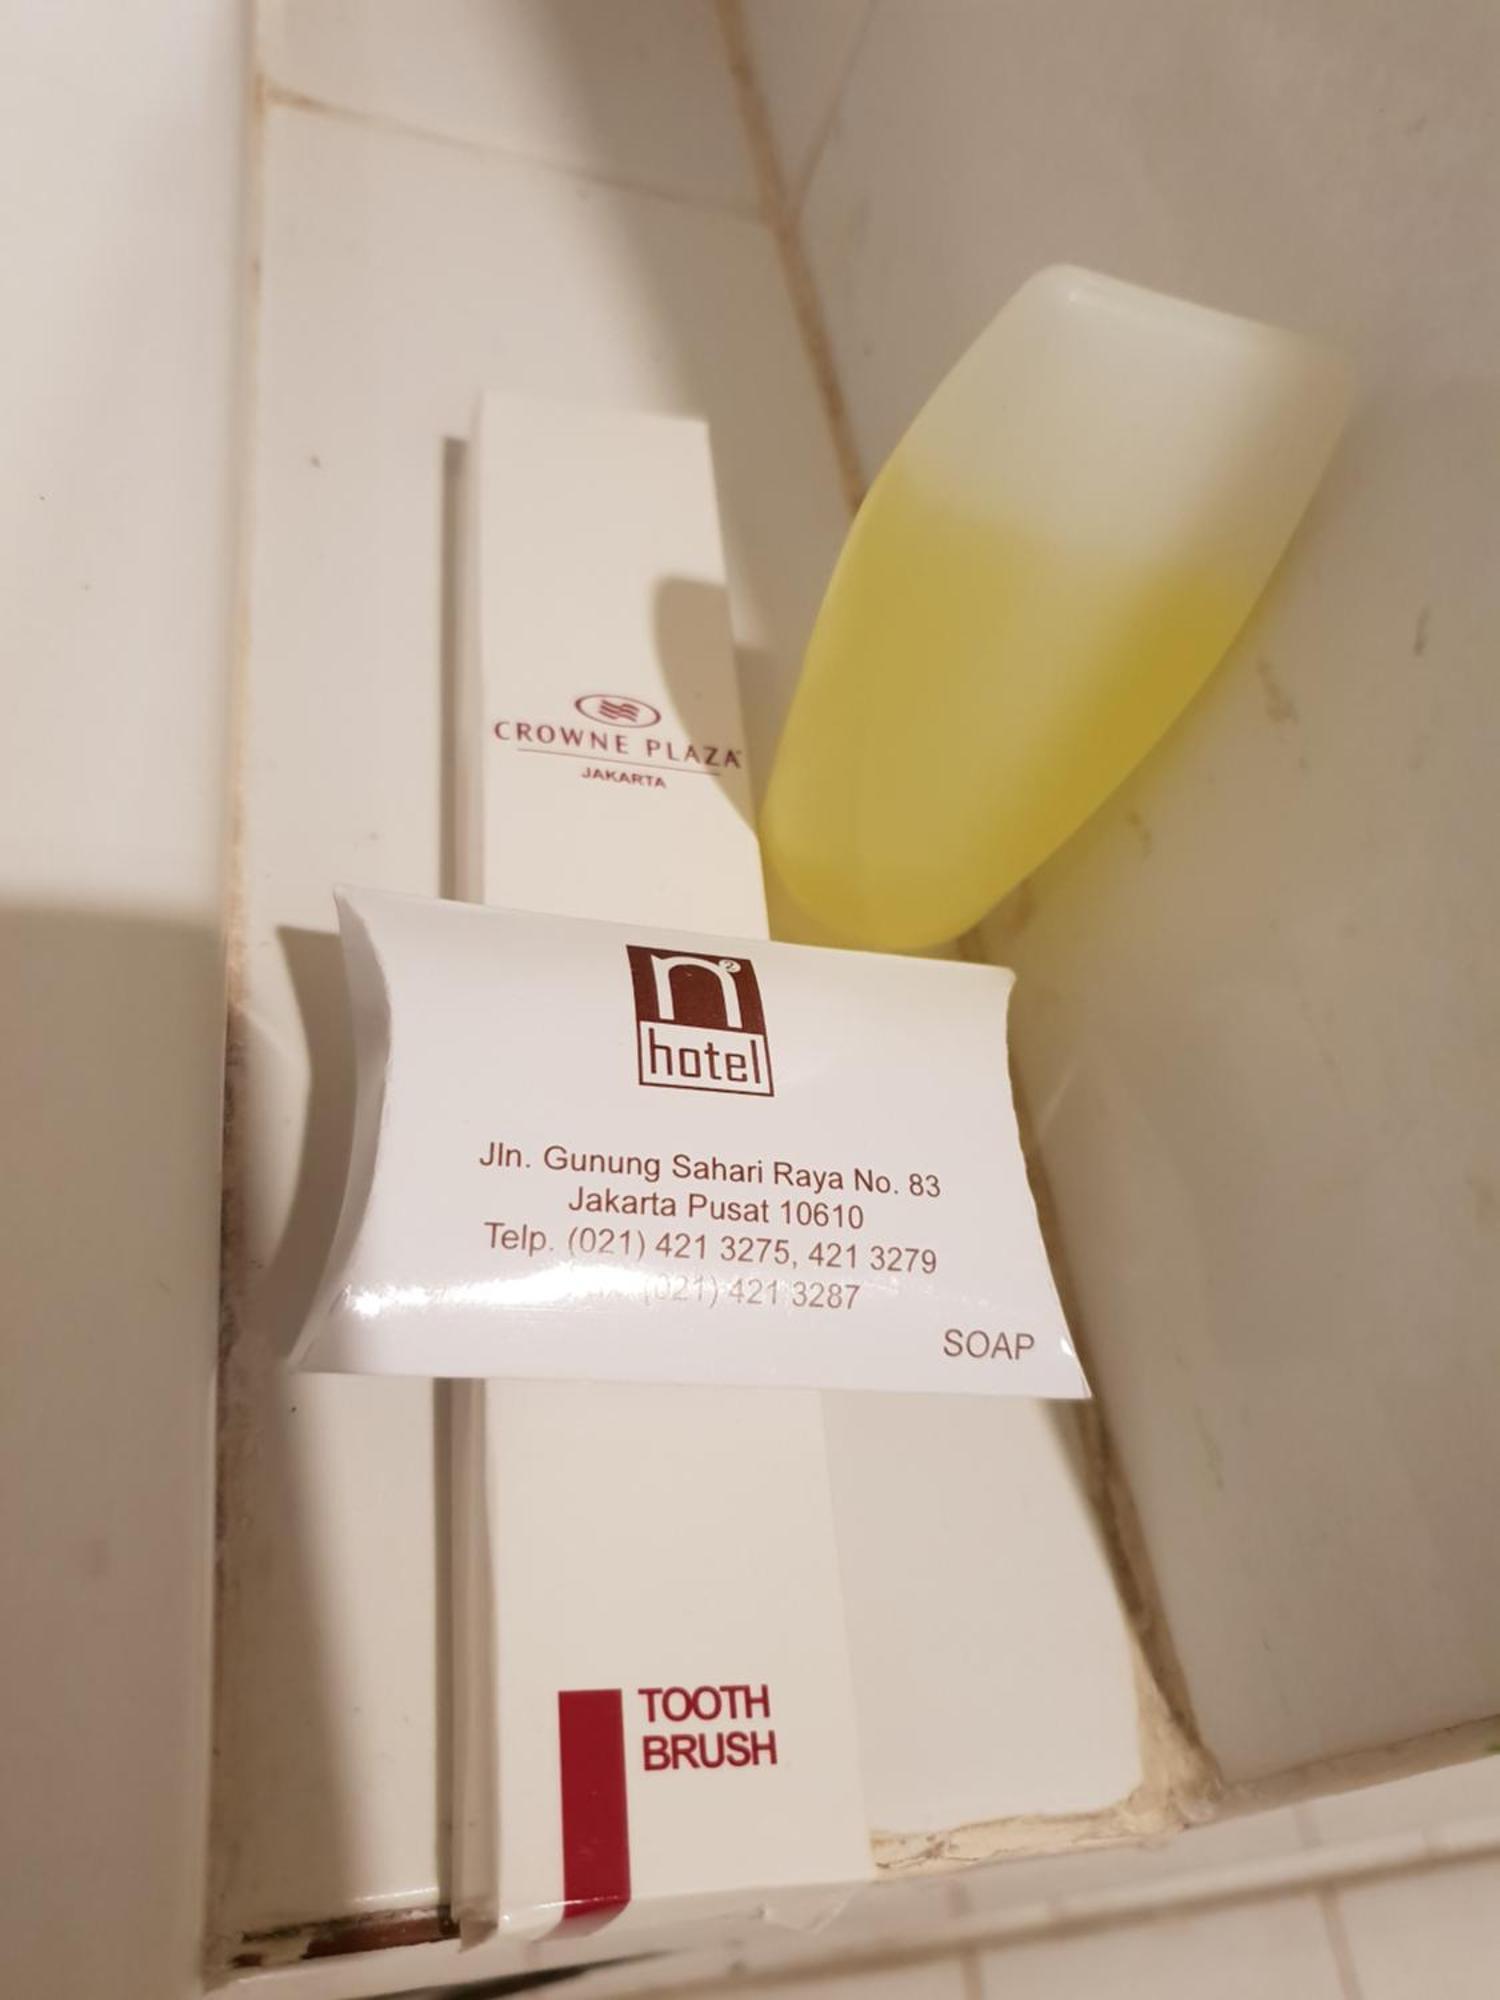 CROWNE PLAZA
JAKARTA
n2
hotel
Jln. Gunung Sahari Raya No. 83
Jakarta Pusat 10610
Telp. (021) 421 3275, 421 3279
(021) 421 3287
SOAP
TOOTH
BRUSH